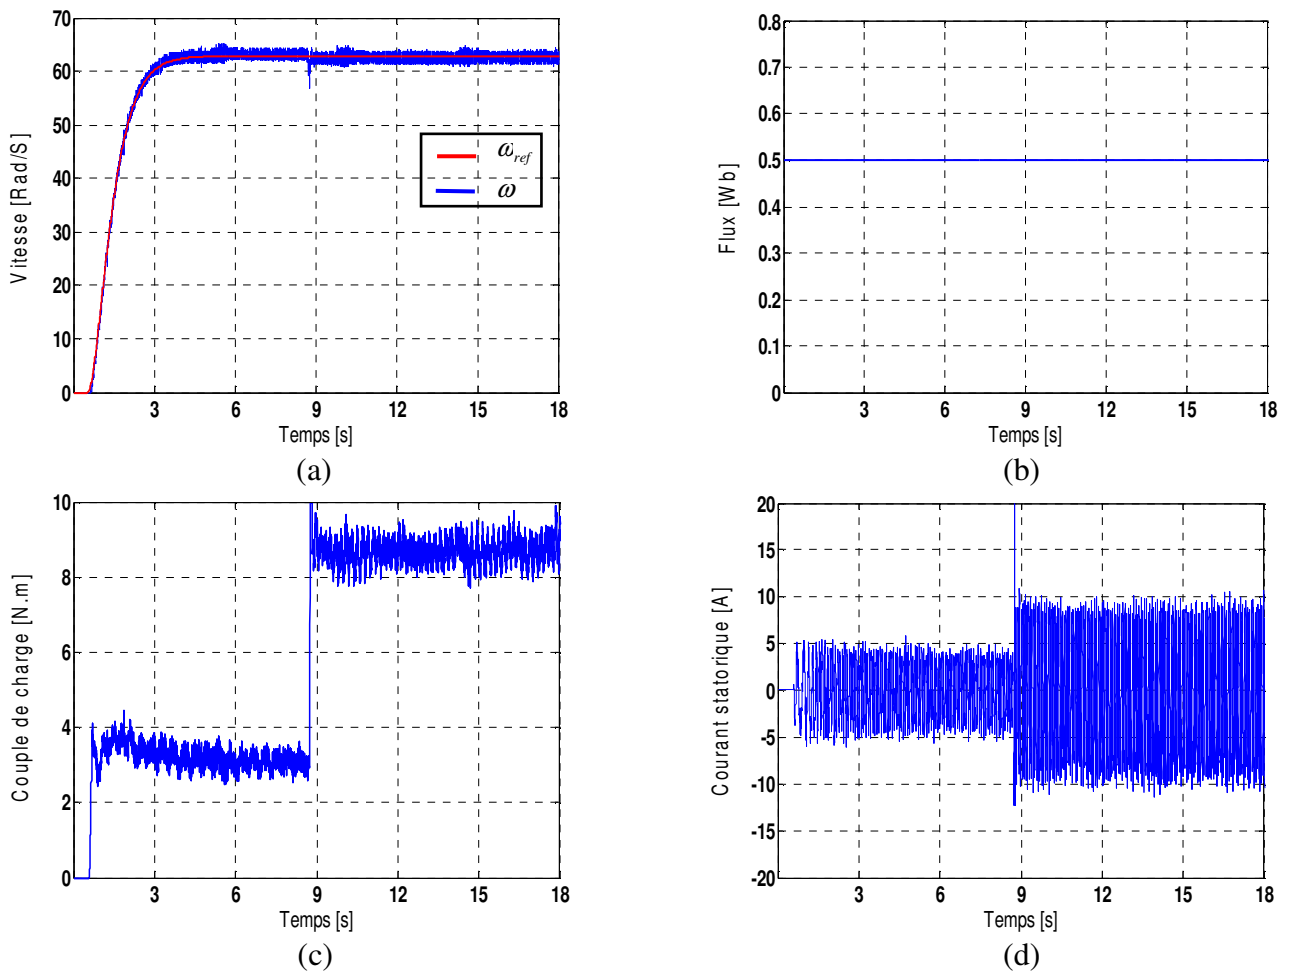 70
60
50
40
30
20
10
0
Vitesse [Rad/S]
ω_ref
ω
3 6 9 12 15 18
Temps [s]
(a)
0.8
0.7
0.6
0.5
0.4
0.3
0.2
0.1
0
Flux [Wb]
3 6 9 12 15 18
Temps [s]
(b)
10
8
6
4
2
0
Couple de charge [N.m]
3 6 9 12 15 18
Temps [s]
(c)
20
15
10
5
0
-5
-10
-15
-20
Courant statorique [A]
3 6 9 12 15 18
Temps [s]
(d)